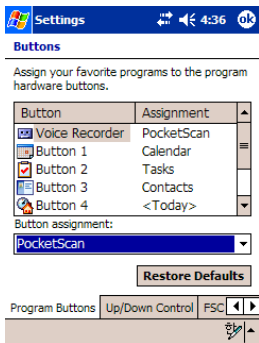 Settings 4:36 ok
Buttons
Assign your favorite programs to the program
hardware buttons.
Button Assignment
Voice Recorder PocketScan
Button 1 Calendar
Button 2 Tasks
Button 3 Contacts
Button 4 <Today>
Button assignment:
PocketScan
Restore Defaults
Program Buttons Up/Down Control FSC